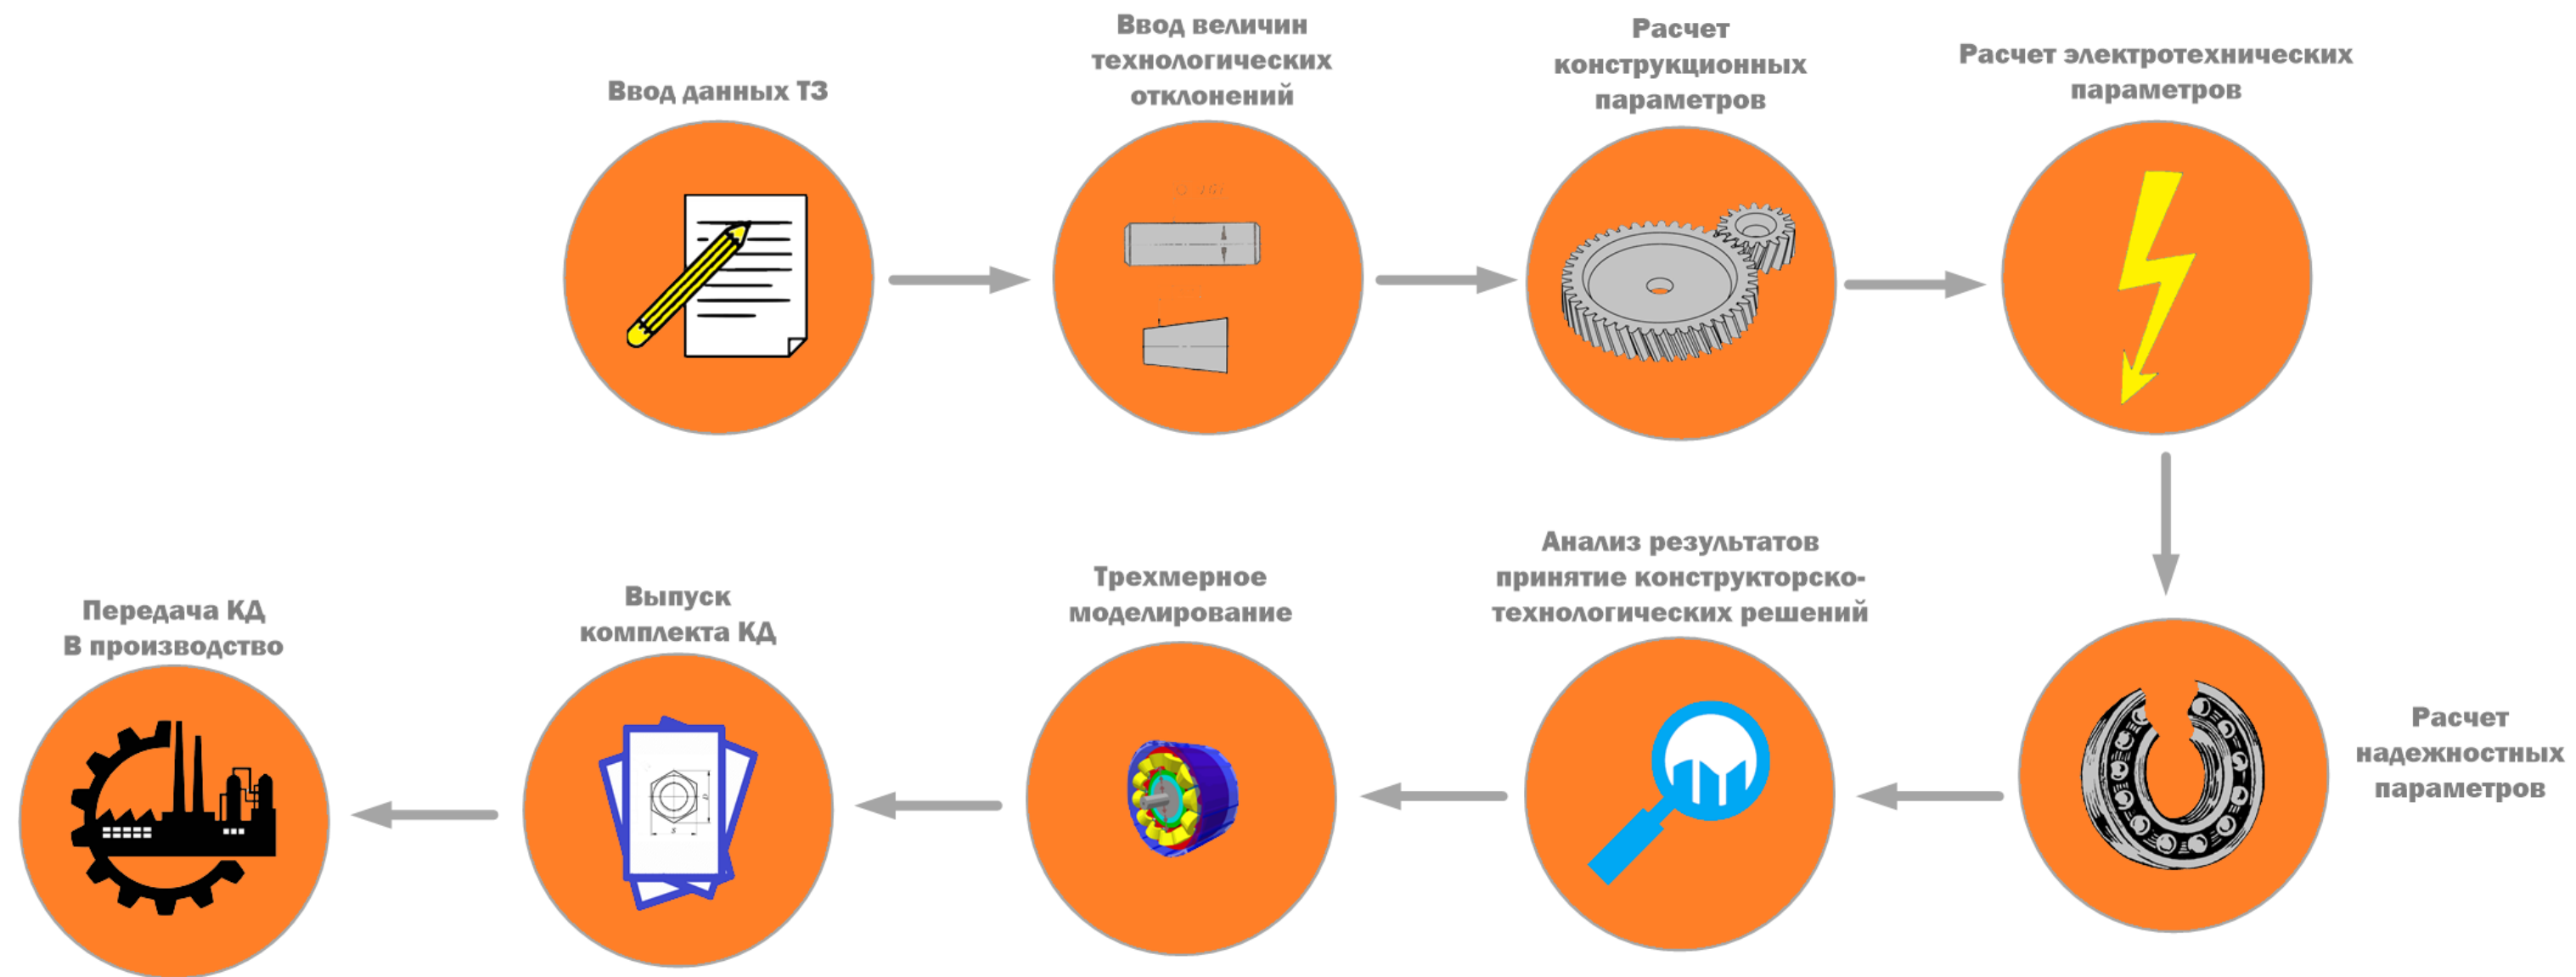 Ввод данных ТЗ
Ввод величин
технологических
отклонений
Расчет
конструкционных
параметров
Расчет электротехнических
параметров
Расчет
надежностных
параметров
Анализ результатов
принятие конструкторско-
технологических решений
Трехмерное
моделирование
Выпуск
комплекта КД
D
S
Передача КД
В производство